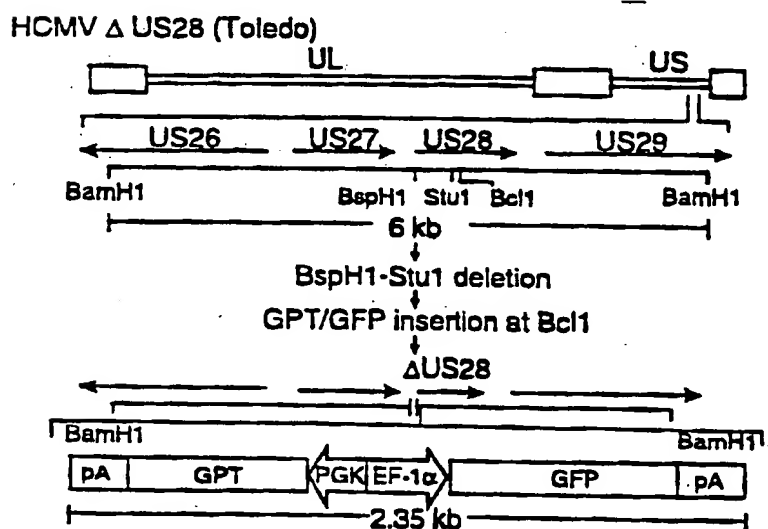 HCMV Δ US28 (Toledo)
UL US
US26 US27 US28 US29
BamH1 BspH1 Stu1 Bcl1 BamH1
6 kb
BspH1-Stu1 deletion
GPT/GFP insertion at Bcl1
ΔUS28
BamH1 BamH1
pA GPT PGK EF-1α GFP pA
2.35 kb